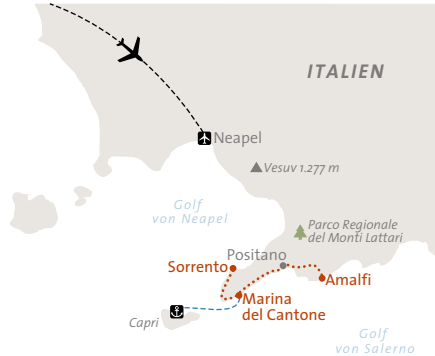 ITALIEN
Neapel
Vesuv 1.277 m
Golf
von Neapel
Parco Regionale
del Monti Lattari
Positano
Sorrento
Amalfi
Marina
del Cantone
Capri
Golf
von Salerno